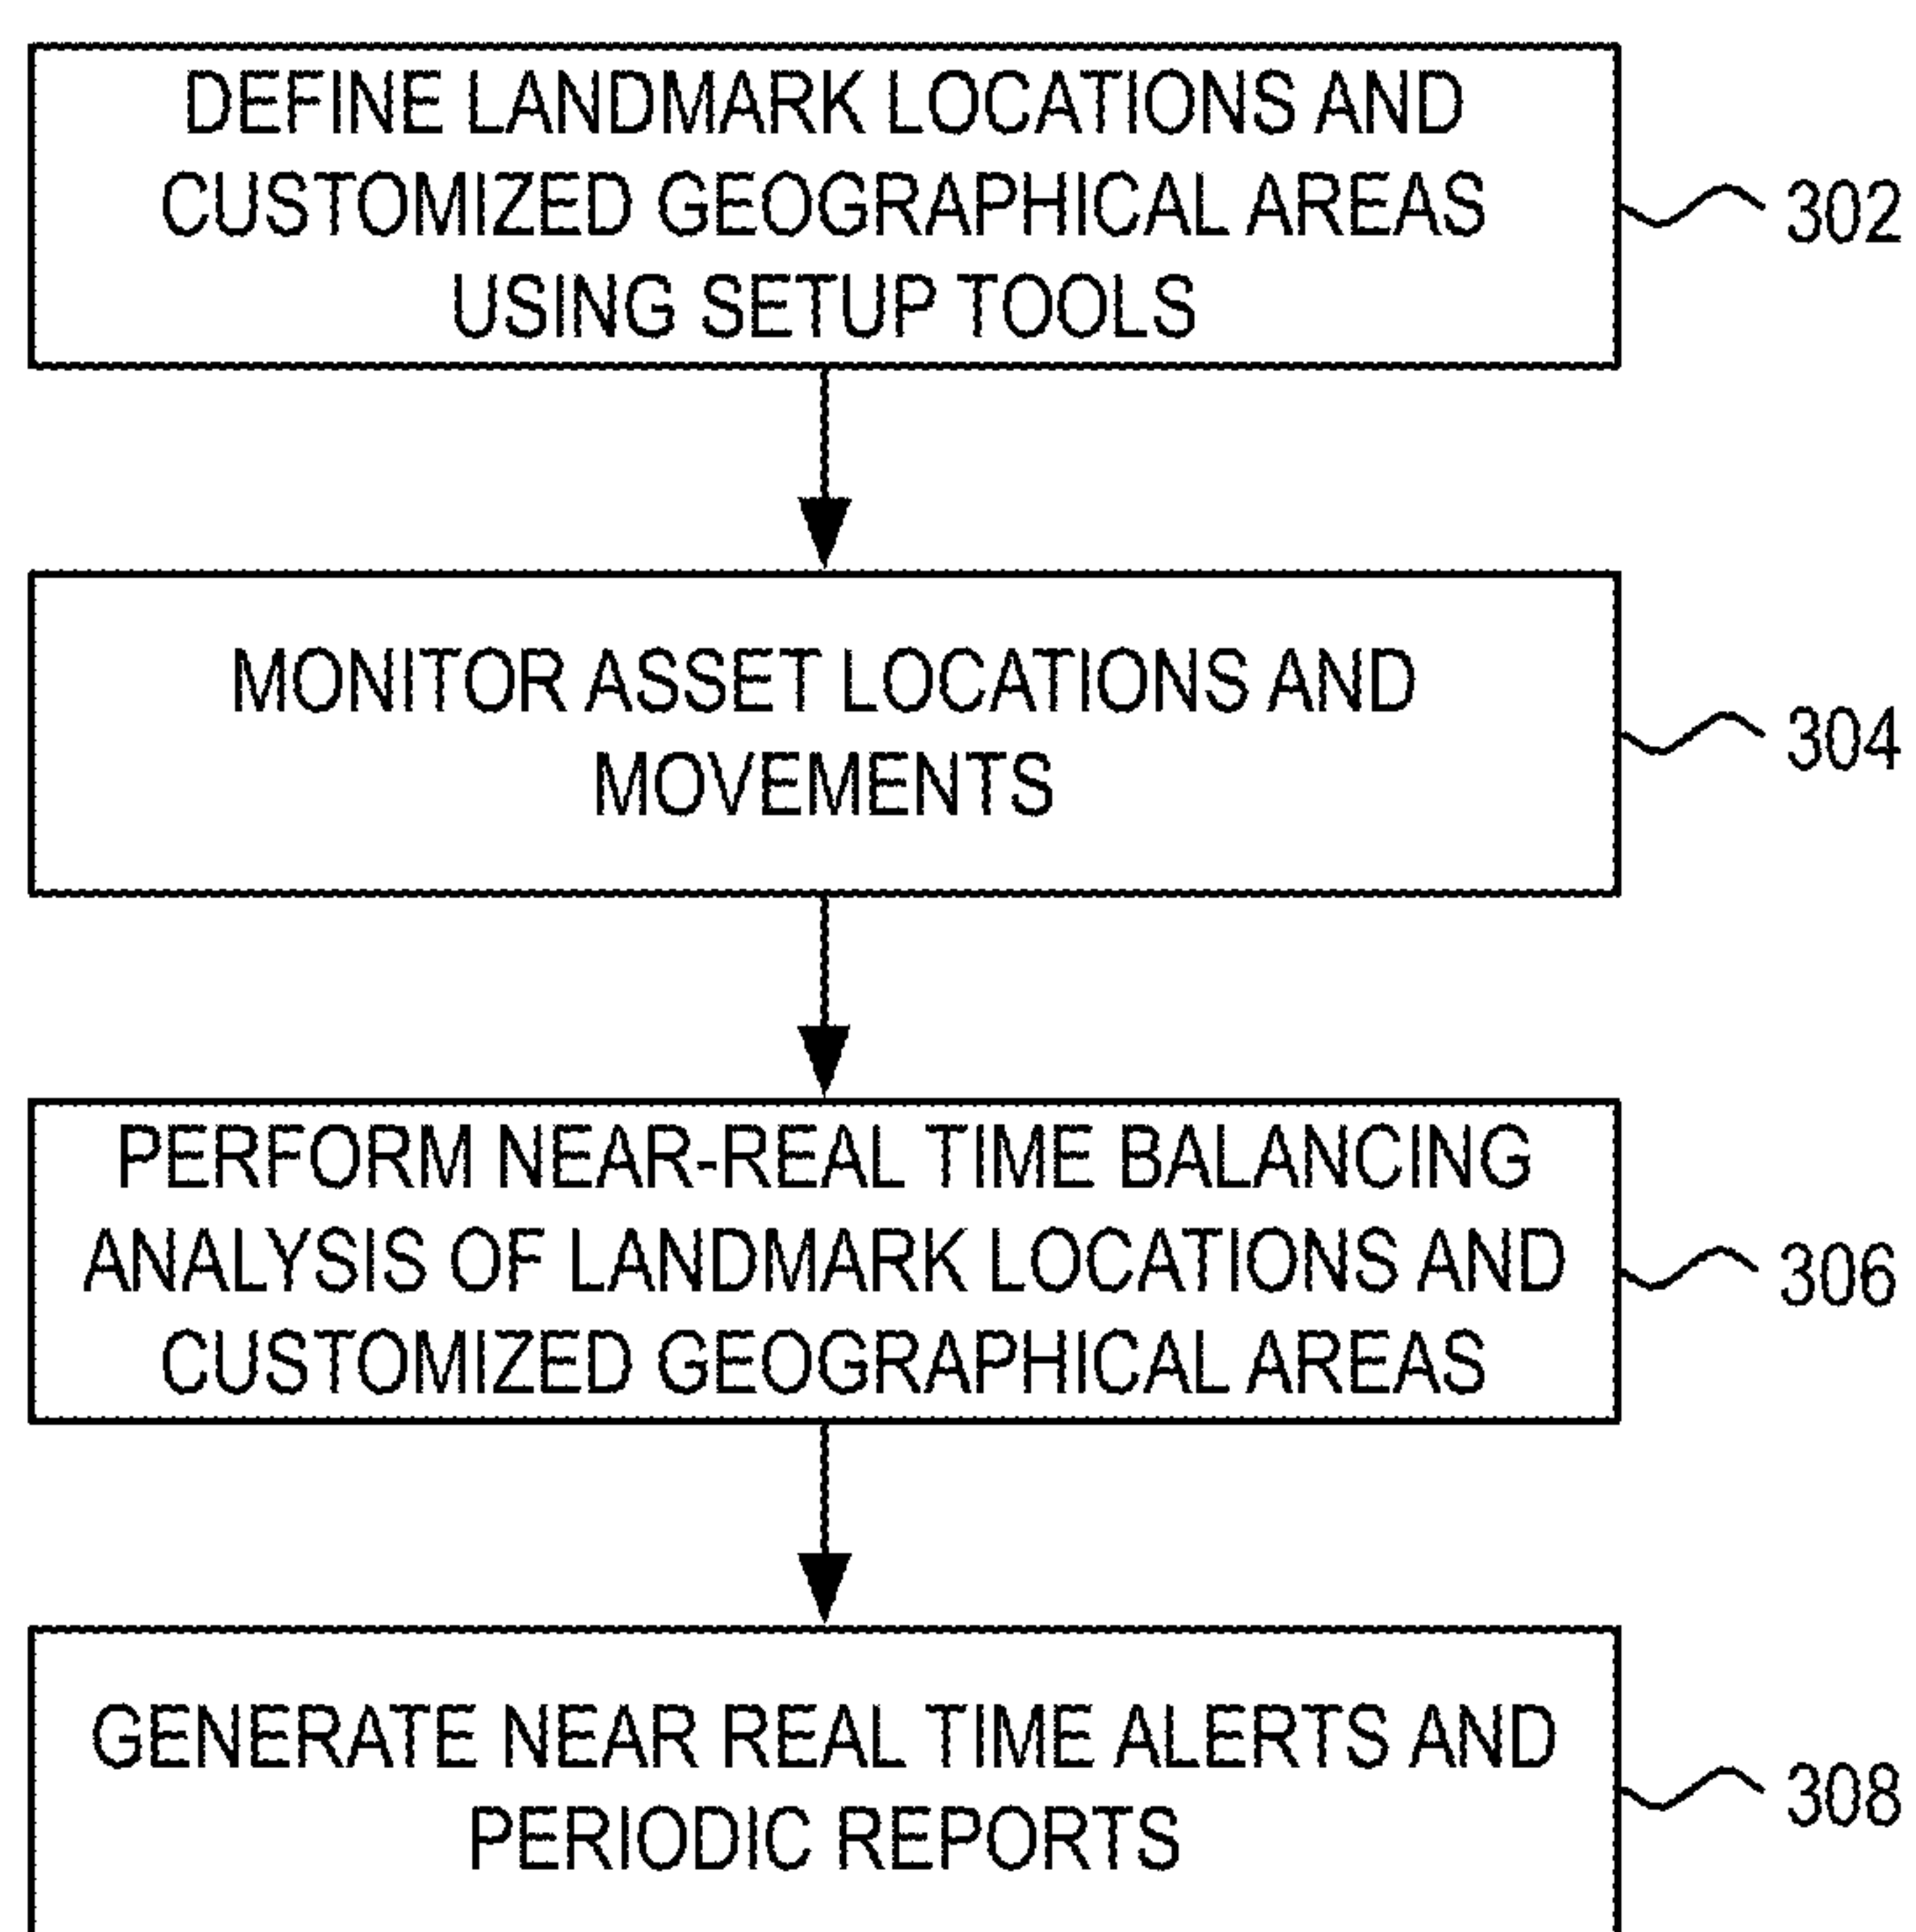 DEFINE LANDMARK LOCATIONS AND
CUSTOMIZED GEOGRAPHICAL AREAS
USING SETUP TOOLS
302
MONITOR ASSET LOCATIONS AND
MOVEMENTS
304
PERFORM NEAR-REAL TIME BALANCING
ANALYSIS OF LANDMARK LOCATIONS AND
CUSTOMIZED GEOGRAPHICAL AREAS
306
GENERATE NEAR REAL TIME ALERTS AND
PERIODIC REPORTS
308